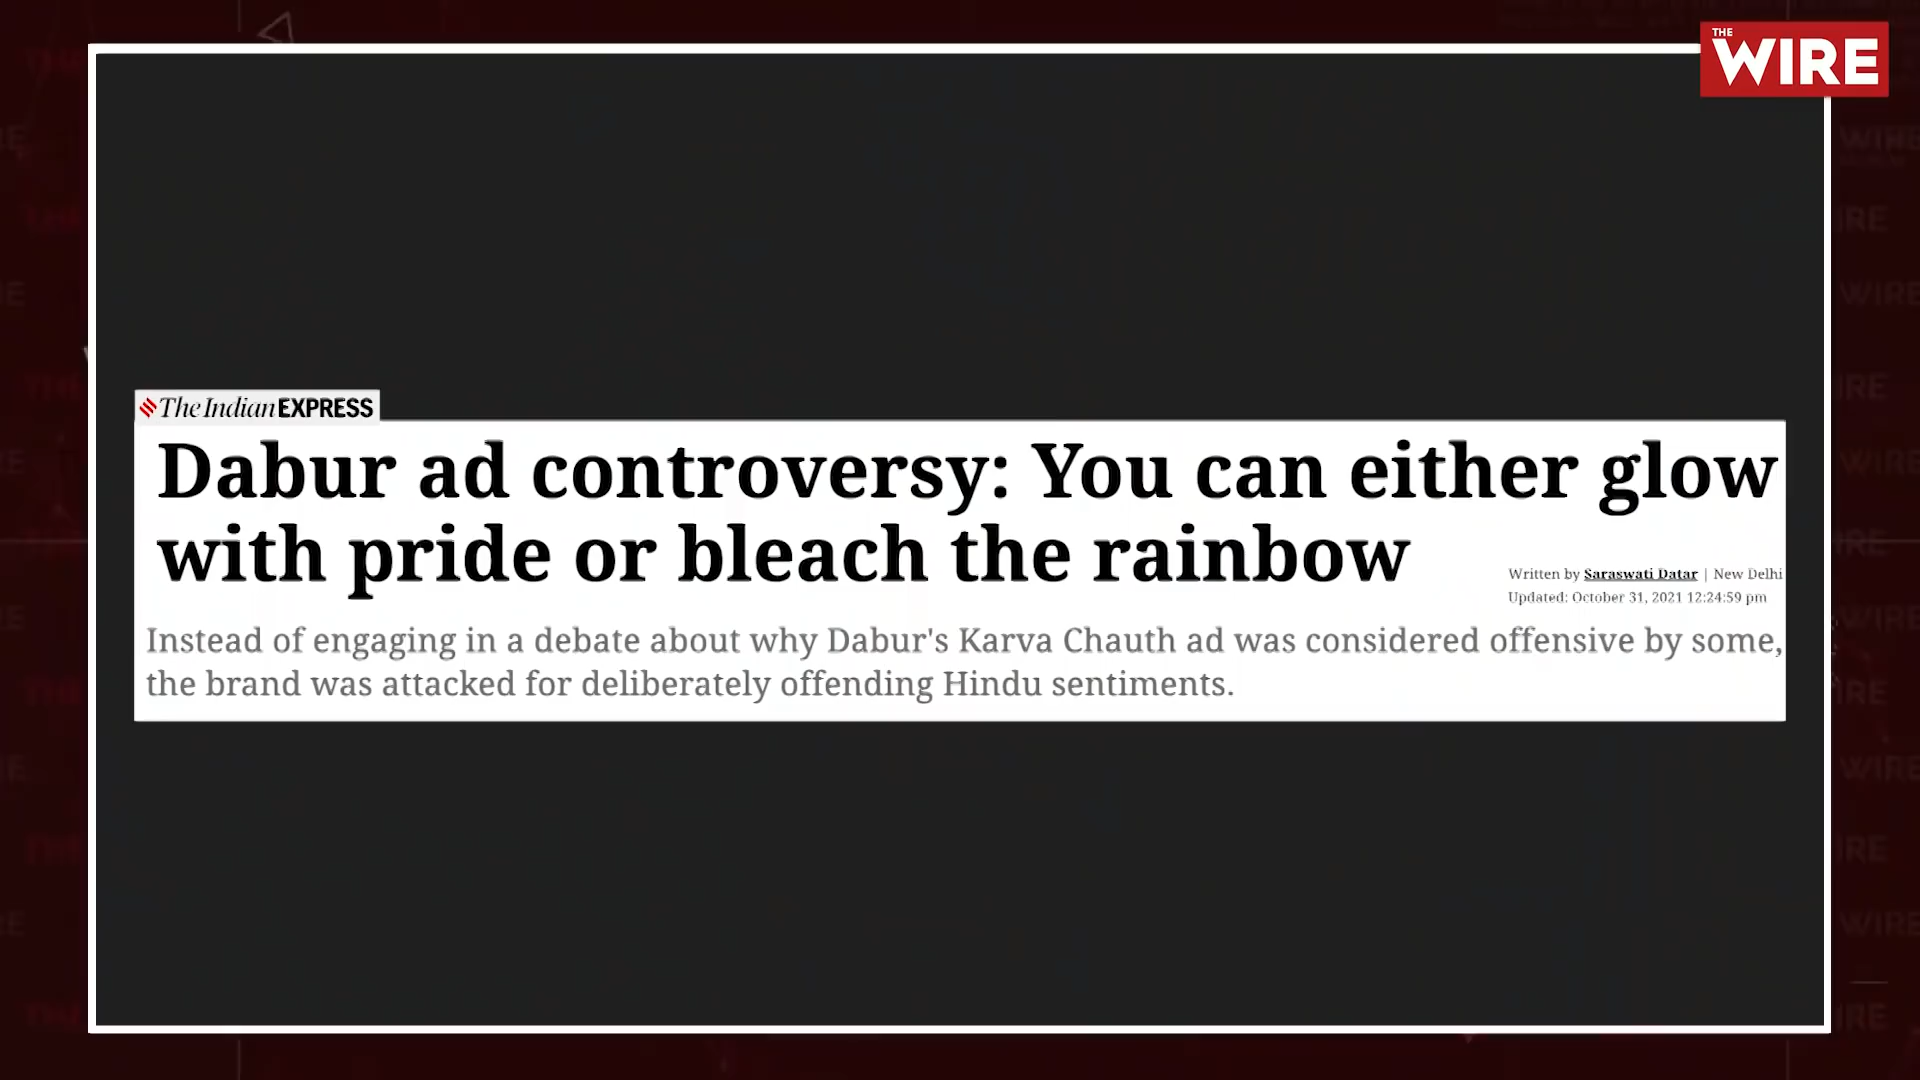 THE
WIRE
The Indian EXPRESS
Dabur ad controversy: You can either glow
with pride or bleach the rainbow
Written by Saraswati Datar | New Delhi
Updated: October 31, 2021 12:24:59 pm
Instead of engaging in a debate about why Dabur's Karva Chauth ad was considered offensive by some,
the brand was attacked for deliberately offending Hindu sentiments.